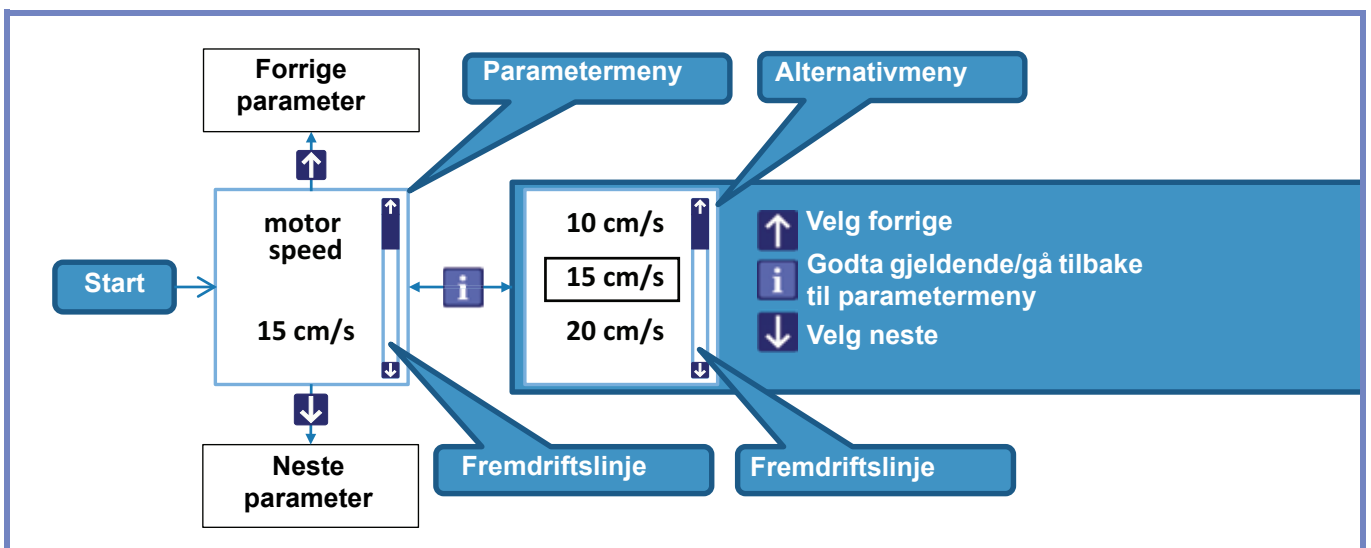 Forrige
parameter
Parametermeny
Alternativmeny
Start
motor
speed
15 cm/s
i
10 cm/s
15 cm/s
20 cm/s
Velg forrige
i
Godta gjeldende/gå tilbake
til parametermeny
Velg neste
Neste
parameter
Fremdriftslinje
Fremdriftslinje